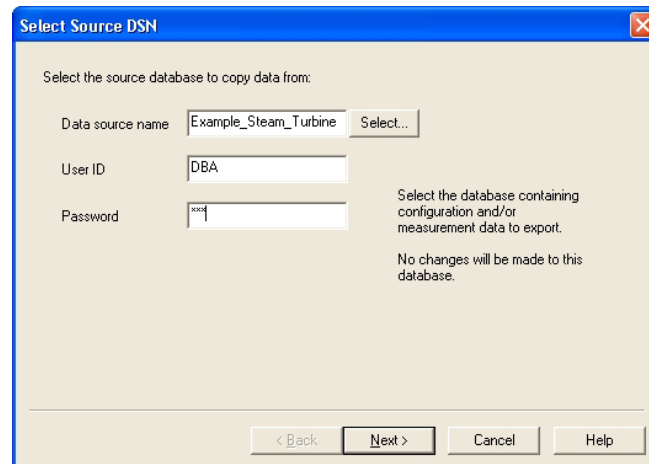 Select Source DSN
Select the source database to copy data from:
Data source name
Example_Steam_Turbine
Select...
User ID
DBA
Password
***
Select the database containing
configuration and/or
measurement data to export.
No changes will be made to this
database.
< Back
Next >
Cancel
Help